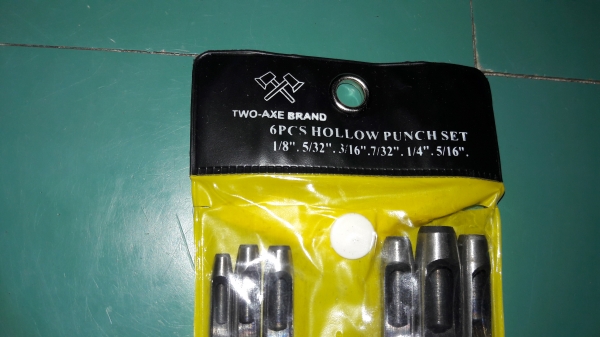 TWO-AXE BRAND
6PCS HOLLOW PUNCH SET
1/8". 5/32". 3/16".7/32". 1/4". 5/16".